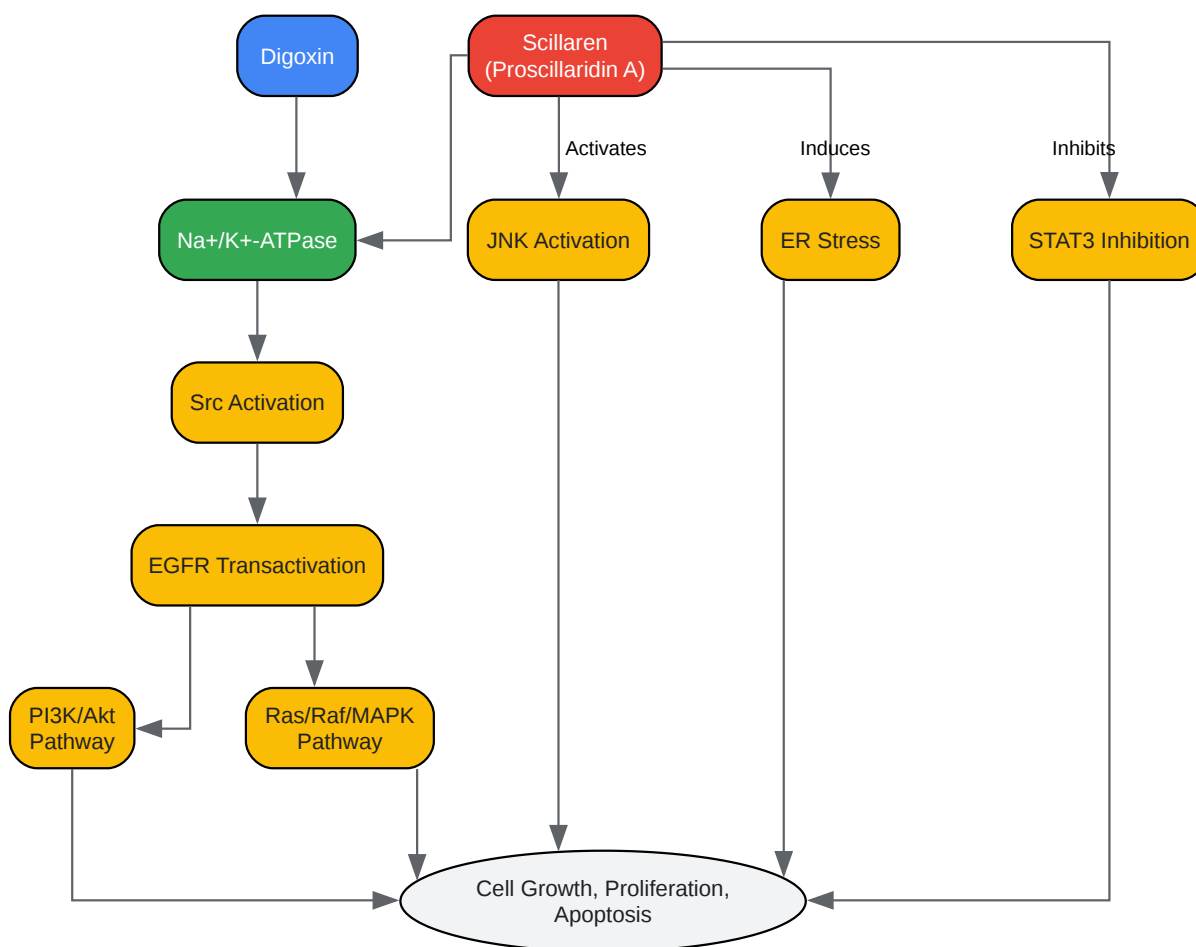 Digoxin
Scillaren
(Proscillaridin A)
Activates
Induces
Inhibits
Na+/K+-ATPase
JNK Activation
ER Stress
STAT3 Inhibition
Src Activation
EGFR Transactivation
PI3K/Akt
Pathway
Ras/Raf/MAPK
Pathway
Cell Growth, Proliferation,
Apoptosis